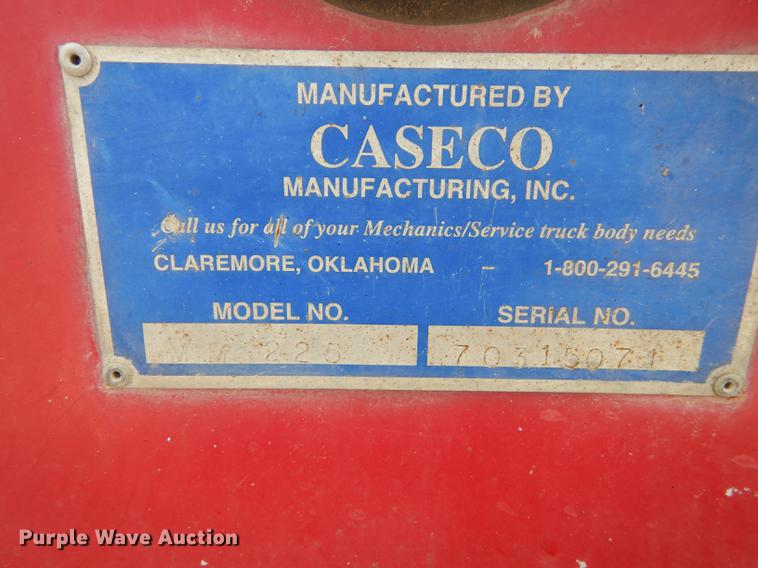 MANUFACTURED BY
CASECO
MANUFACTURING, INC.
Call us for all of your Mechanics/Service truck body needs
CLAREMORE, OKLAHOMA – 1-800-291-6445
MODEL NO. SERIAL NO.
70315071
Purple Wave Auction